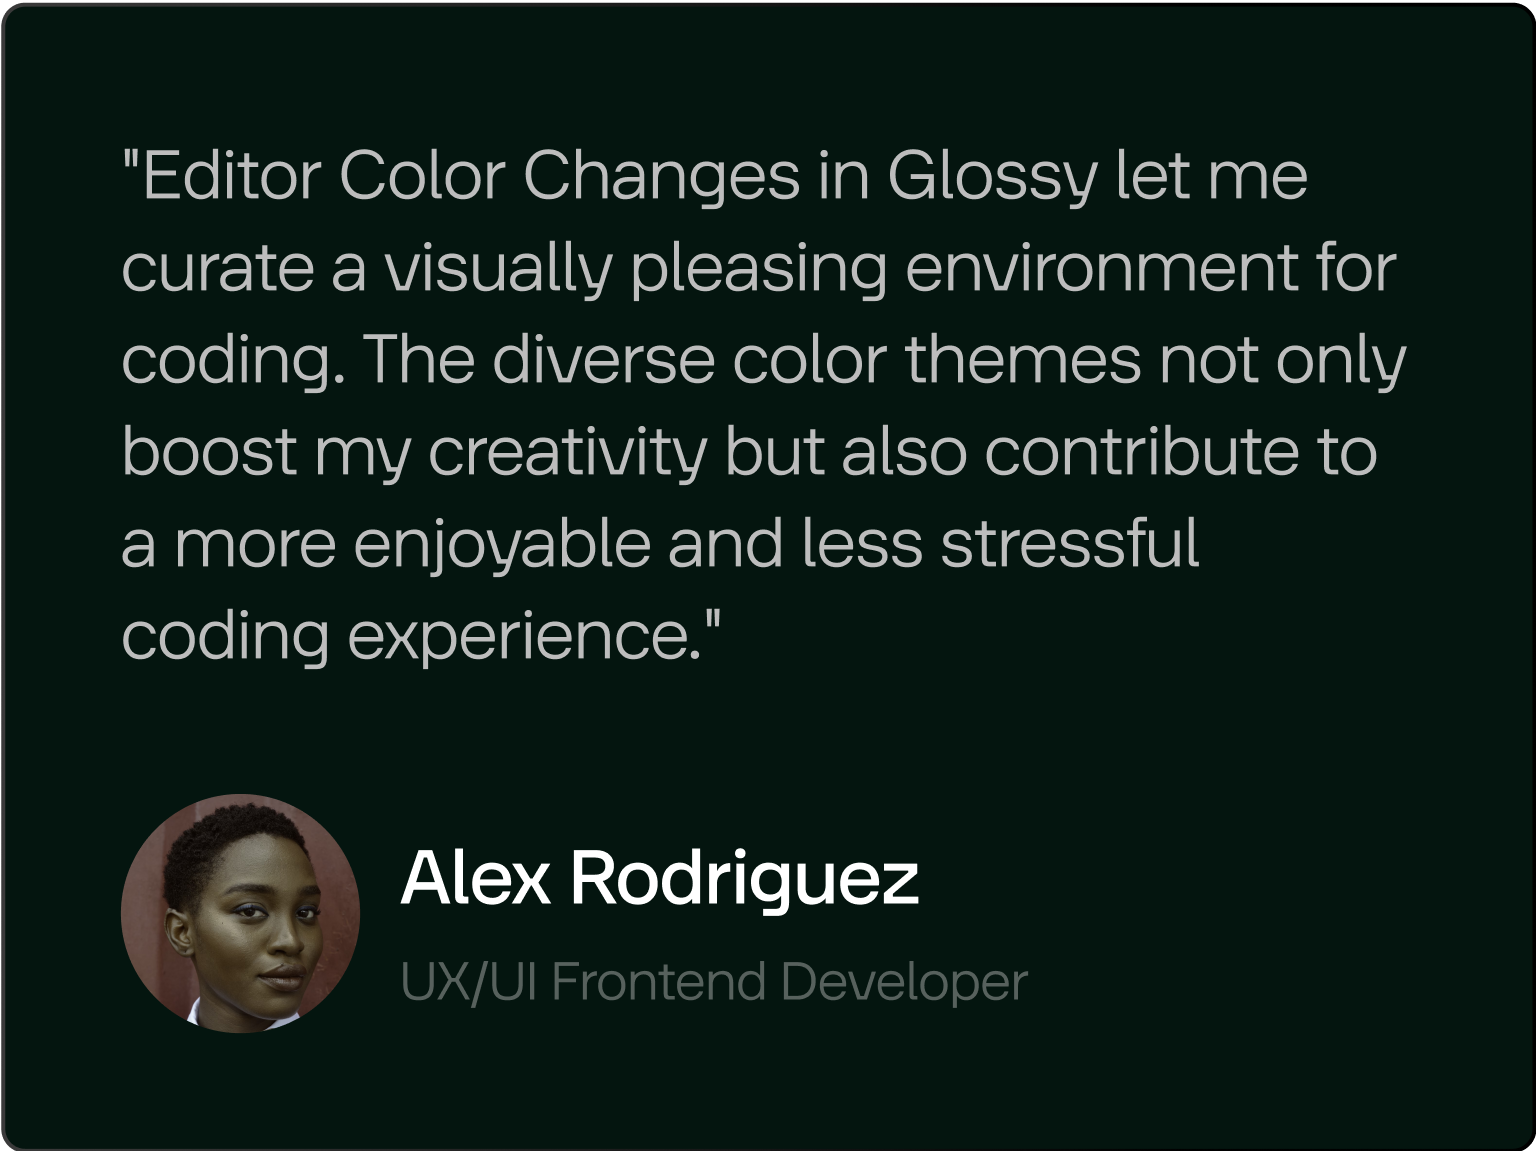 "Editor Color Changes in Glossy let me
curate a visually pleasing environment for
coding. The diverse color themes not only
boost my creativity but also contribute to
a more enjoyable and less stressful
coding experience."
Alex Rodriguez
UX/UI Frontend Developer